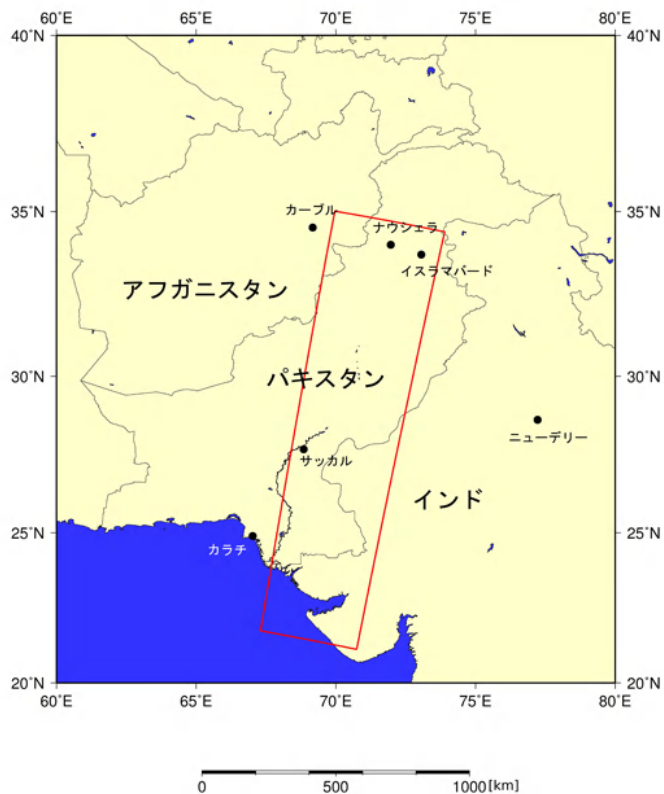 60˚E 65˚E 70˚E 75˚E 80˚E
40˚N 40˚N
カーブル
35˚N 35˚N
ナウシェラ
イスラマバード
アフガニスタン
30˚N パキスタン 30˚N
ニューデリー
サッカル
インド
25˚N 25˚N
カラチ
20˚N 20˚N
60˚E 65˚E 70˚E 75˚E 80˚E
0 500 1000 [km]